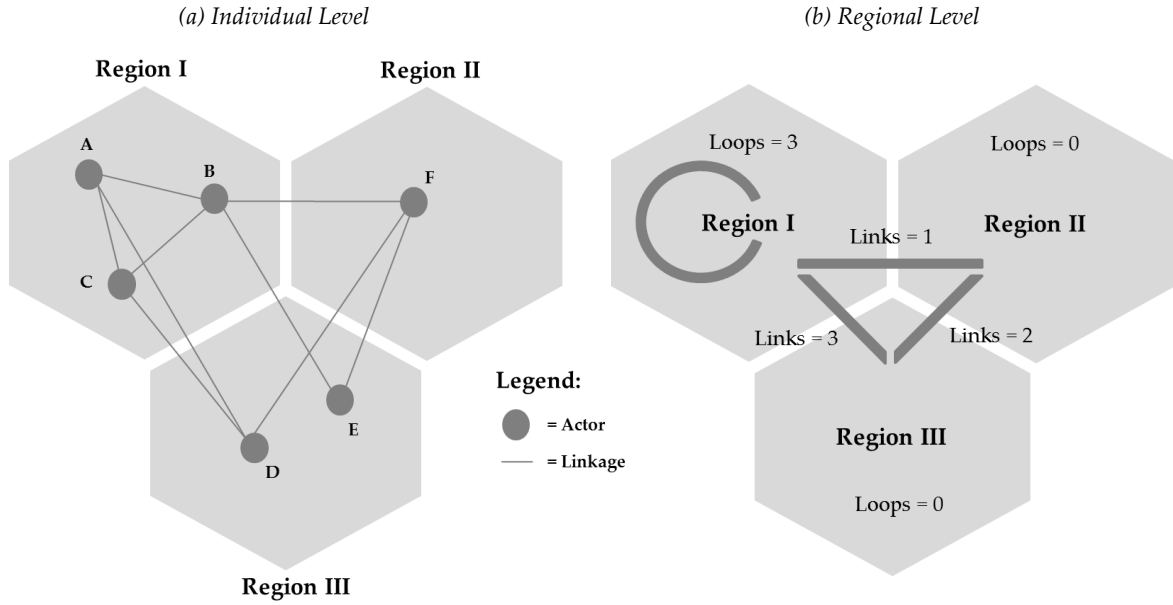 (a) Individual Level
Region I
Region II
A
B
F
C
E
D
Region III
Legend:
= Actor
= Linkage
(b) Regional Level
Loops = 3
Loops = 0
Region I
Region II
Links = 1
Links = 3
Links = 2
Region III
Loops = 0